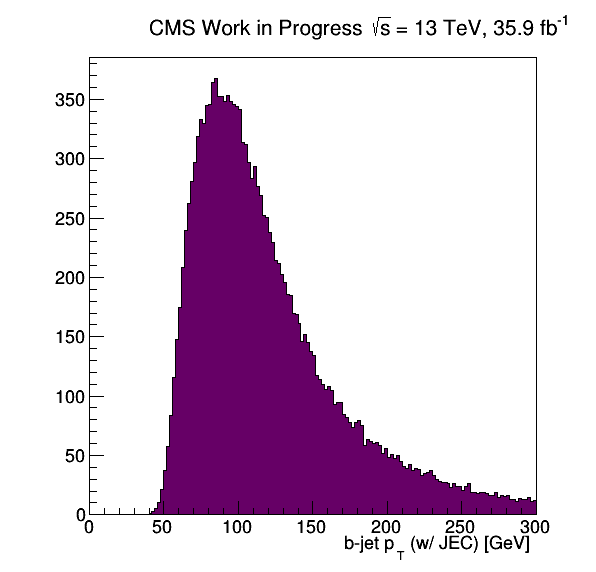 CMS Work in Progress √s = 13 TeV, 35.9 fb⁻¹
350
300
250
200
150
100
50
0
0 50 100 150 200 250 300
b-jet p_T (w/ JEC) [GeV]